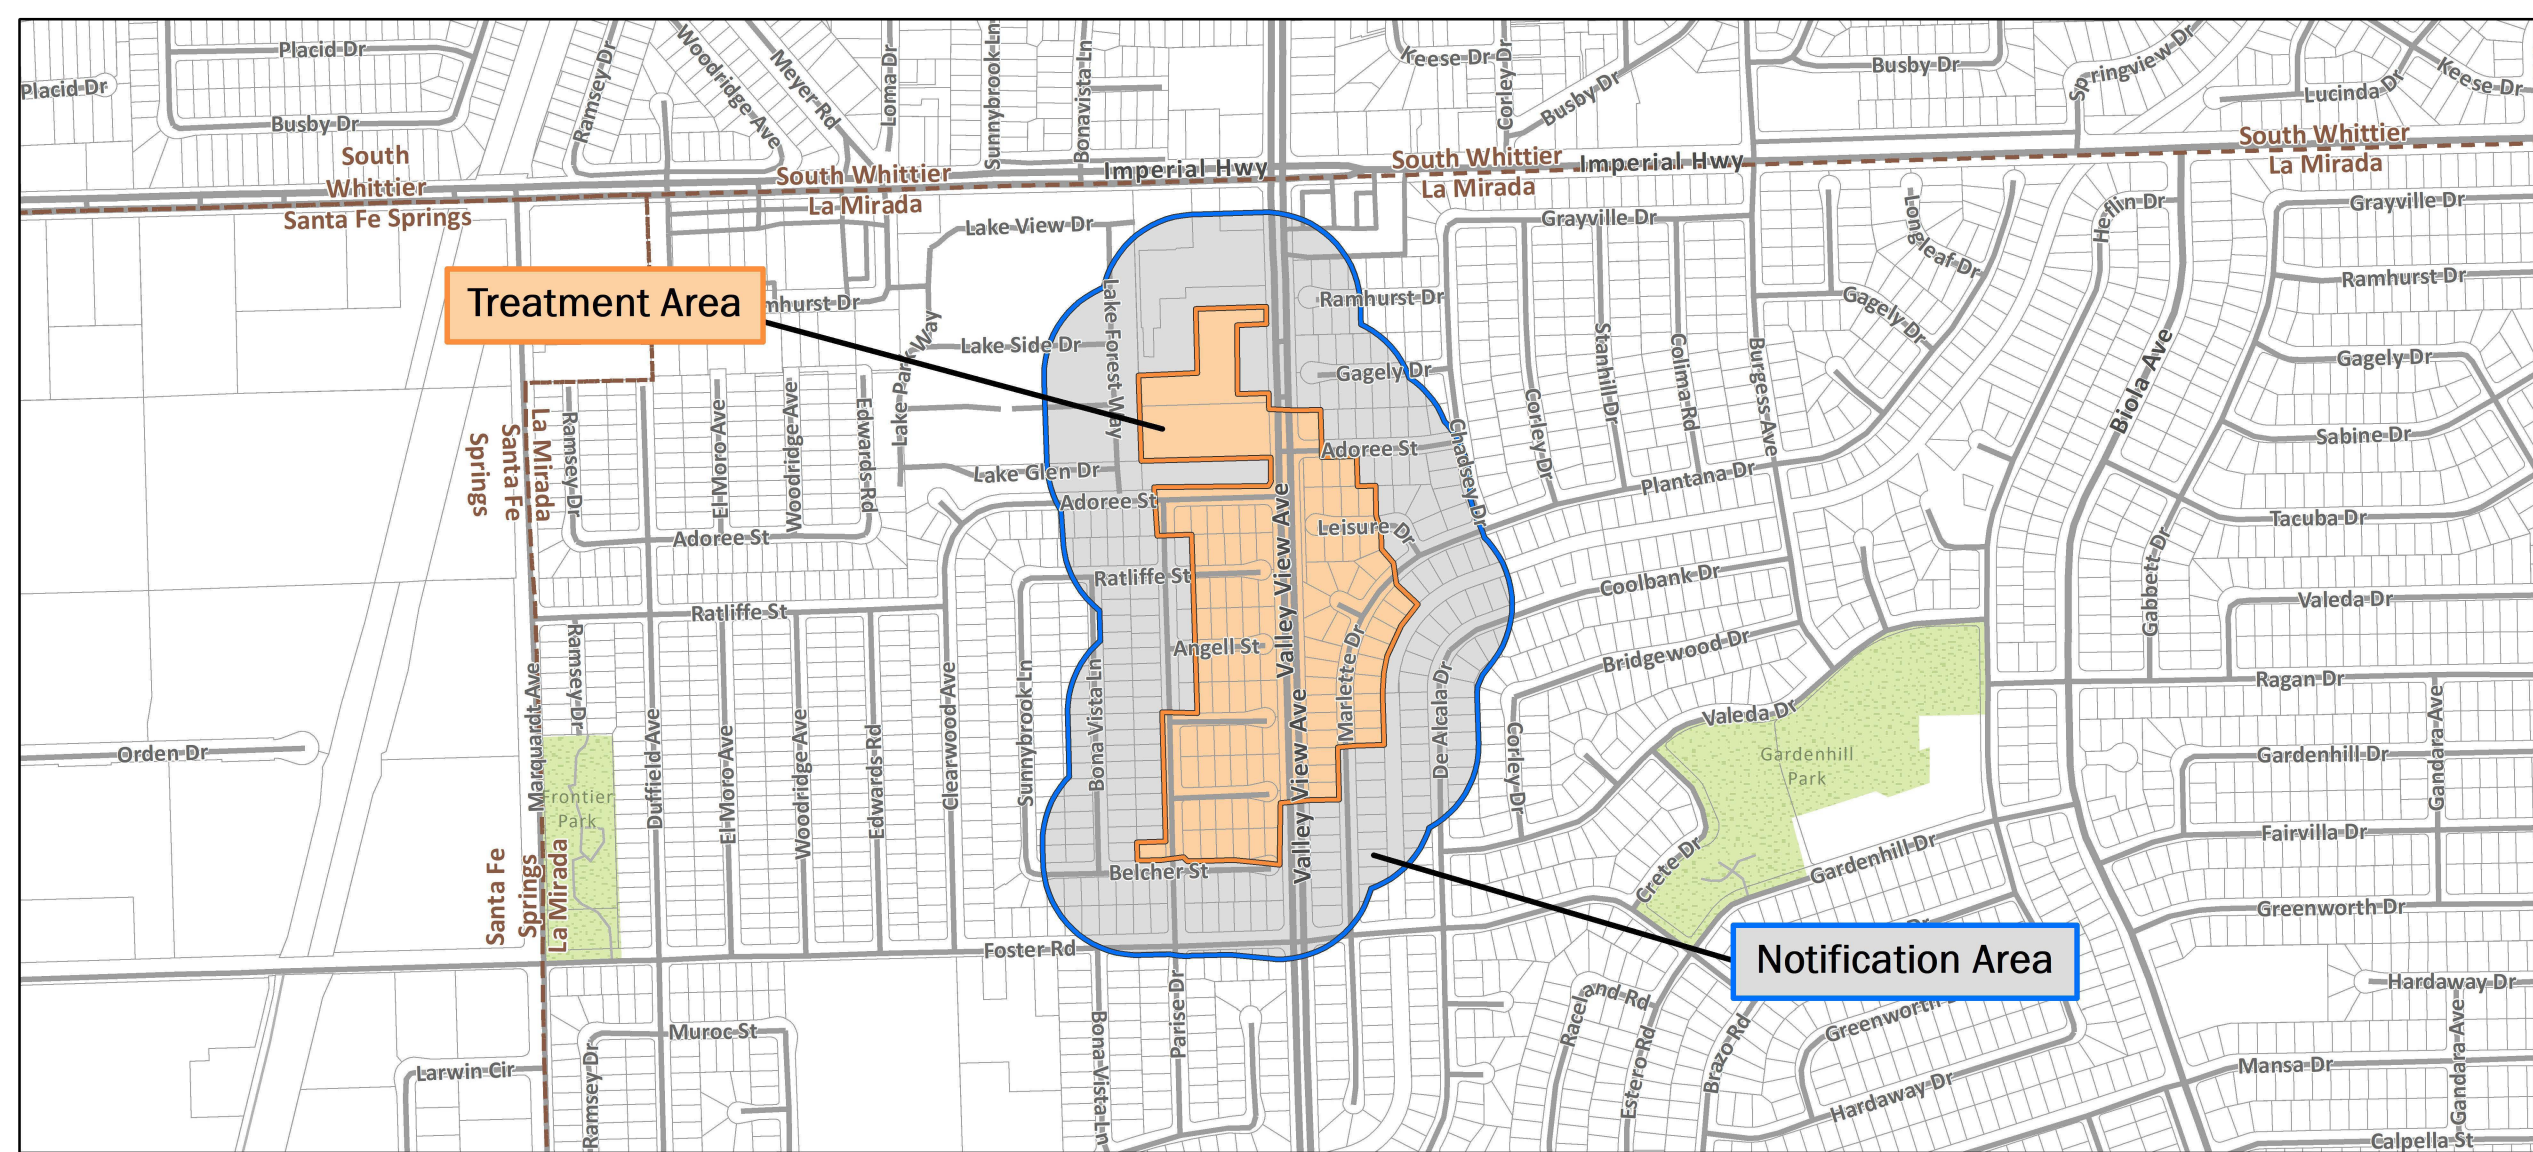 Placid Dr
Placid Dr
Busby Dr
Ramsey Dr
Woodridge Ave
Meyer Rd
Loma Dr
Sunnybrook Ln
Bonavista Ln
Keese Dr
Corley Dr
Busby Dr
Busby Dr
Springview Dr
Lucinda Dr
Keese Dr
South
Whittier
Santa Fe Springs
South Whittier
La Mirada
Imperial Hwy
South Whittier
La Mirada
Imperial Hwy
South Whittier
La Mirada
Lake View Dr
Grayville Dr
Longleaf Dr
Heflin Dr
Grayville Dr
Treatment Area
mhurst Dr
Lake Forest Way
Ramhurst Dr
Gagely Dr
Ramhurst Dr
Lake Side Dr
Lake Park Way
Gagely Dr
Stanhill Dr
Colima Rd
Burgess Ave
Biola Ave
Gagely Dr
Santa Fe
Springs
La Mirada
Ramsey Dr
El Moro Ave
Woodridge Ave
Edwards Rd
Lake Glen Dr
Adoree St
Chadsey Dr
Corley Dr
Plantana Dr
Sabine Dr
Adoree St
Adoree St
Valley View Ave
Leisure Dr
Tacuba Dr
Ratliffe St
Ratliffe St
Coolbank Dr
Gabbett Dr
Valeda Dr
Angell St
Marlette Dr
Bridgewood Dr
Ragan Dr
Marquardt Ave
Ramsey Dr
Duffield Ave
El Moro Ave
Woodridge Ave
Edwards Rd
Clearwood Ave
Sunnybrook Ln
Bona Vista Ln
Valley View Ave
De Alcala Dr
Corley Dr
Valeda Dr
Gardenhill
Park
Gardenhill Dr
Gandara Ave
Orden Dr
Frontier
Park
Fairvilla Dr
Santa Fe
Springs
La Mirada
Belcher St
Crete Dr
Gardenhill Dr
Greenworth Dr
Foster Rd
Dr
Notification Area
Hardaway Dr
Raceland Rd
Estero Rd
Brazo Rd
Greenworth D
Muroc St
Larwin Cir
Ramsey Dr
Bona Vista Ln
Parise Dr
Hardaway Dr
Mansa Dr
Gandara Ave
Calpella St